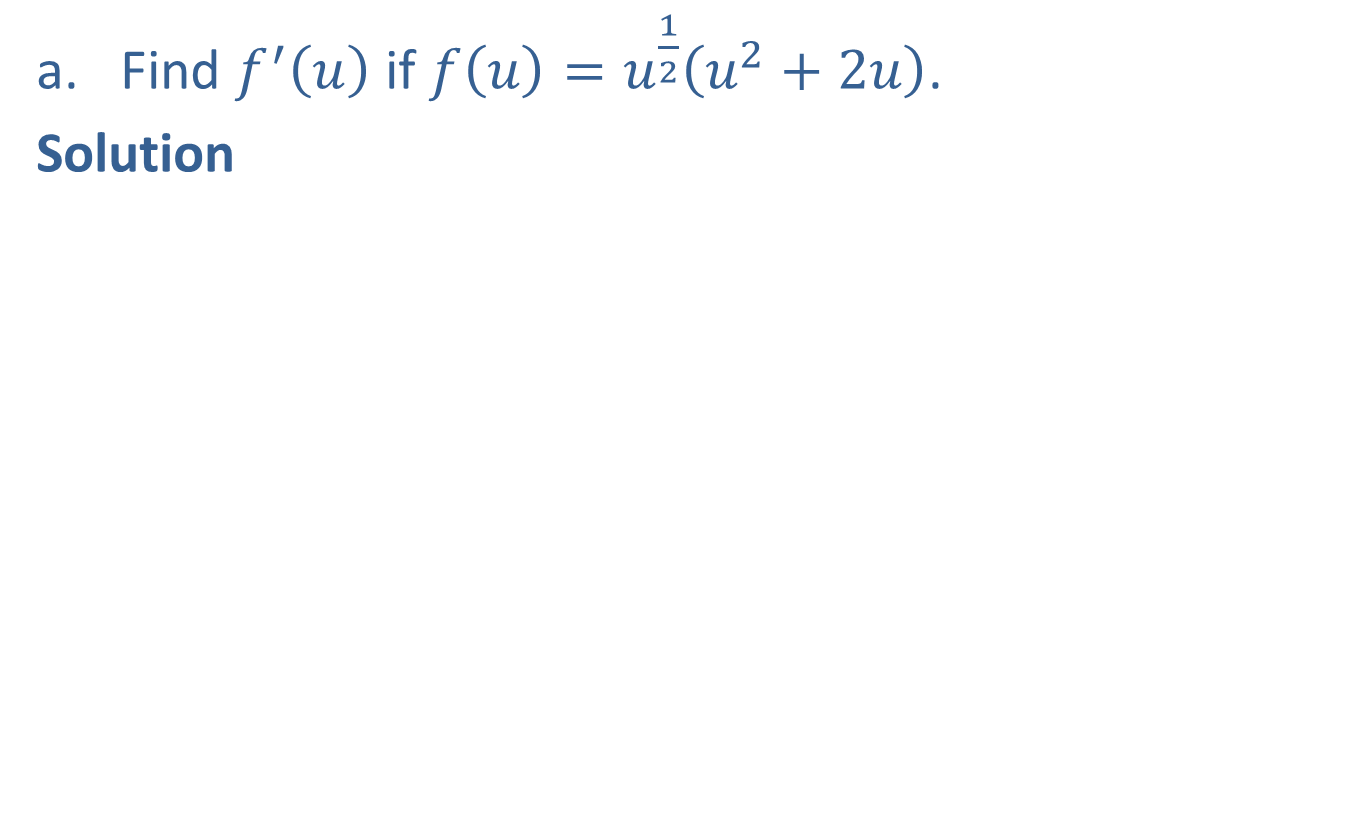 a. Find 𝑓′(𝑢) if 𝑓(𝑢) = 𝑢^{1/2}(𝑢² + 2𝑢).
Solution